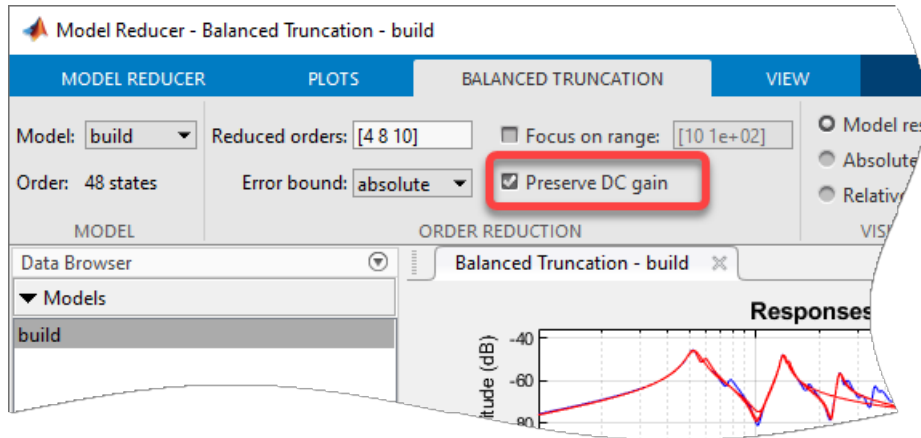 Model Reducer - Balanced Truncation - build
MODEL REDUCER PLOTS BALANCED TRUNCATION VIEW
Model: build Reduced orders: [4 8 10] Focus on range: [10 1e+02] Model res
Absolute
Order: 48 states Error bound: absolute Preserve DC gain
Relativ
MODEL ORDER REDUCTION VIS
Data Browser Balanced Truncation - build
Models
build
Responses
-40
-60
-80
itude (dB)